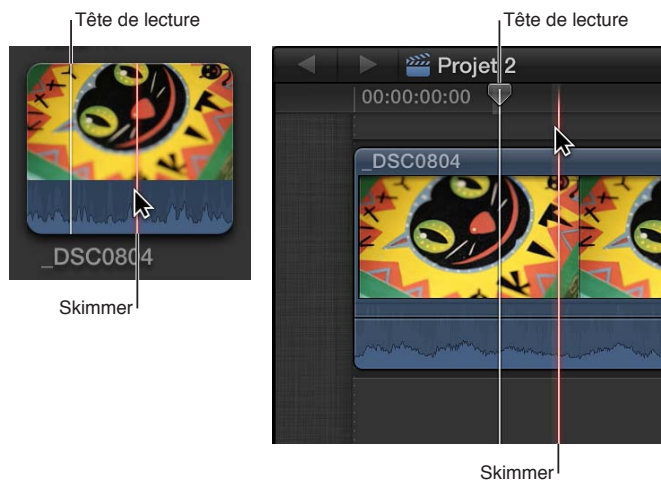 Tête de lecture
_DSC0804
Skimmer
Tête de lecture
Projet 2
00:00:00:00
_DSC0804
Skimmer